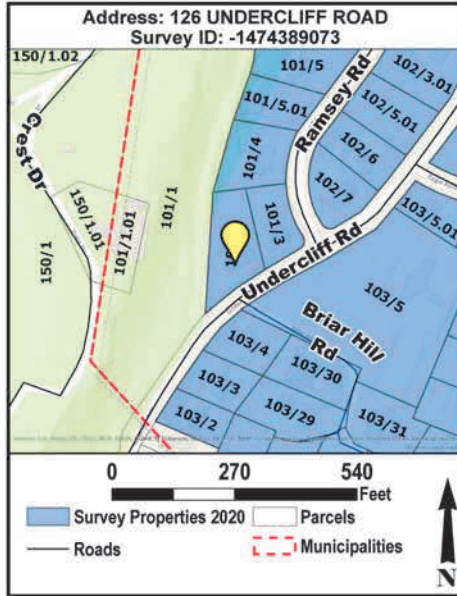 Address: 126 UNDERCLIFF ROAD
Survey ID: -1474389073
150/1.02
101/5
102/3.01
101/5.01
Ramsey Rd
102/5.01
Crest Dr
101/4
102/6
150/1.01
101/1.01
101/1
102/7
103/5.01
150/1
101/3
Undercliff Rd
103/5
Briar Hill
Rd
103/4
103/30
103/3
103/2
103/29
103/31
0 270 540
Feet
Survey Properties 2020
Parcels
Roads
Municipalities
N